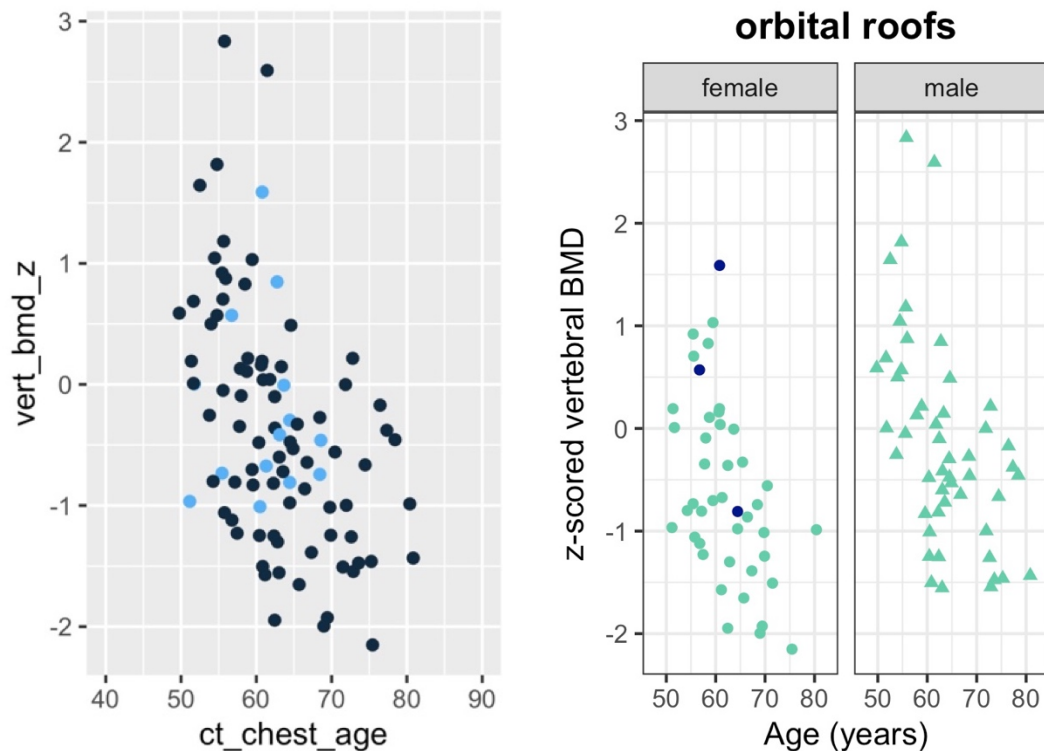 3
2
1
0
-1
-2
vert_bmd_z
40 50 60 70 80 90
ct_chest_age
orbital roofs
female male
3
2
1
0
-1
-2
z-scored vertebral BMD
50 60 70 80 50 60 70 80
Age (years)